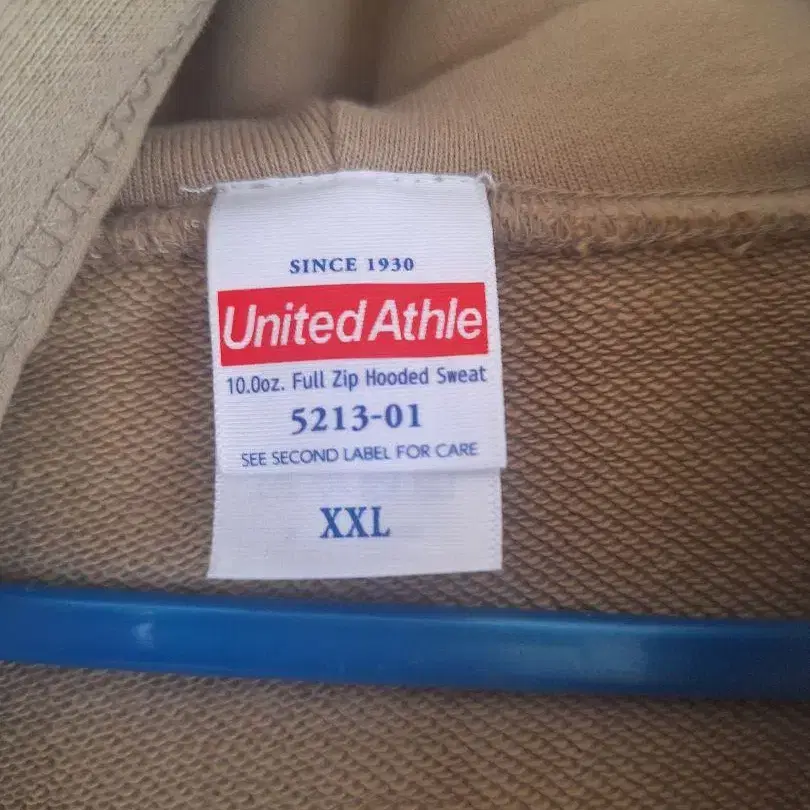 SINCE 1930
United Athle
10.0oz. Full Zip Hooded Sweat
5213-01
SEE SECOND LABEL FOR CARE
XXL